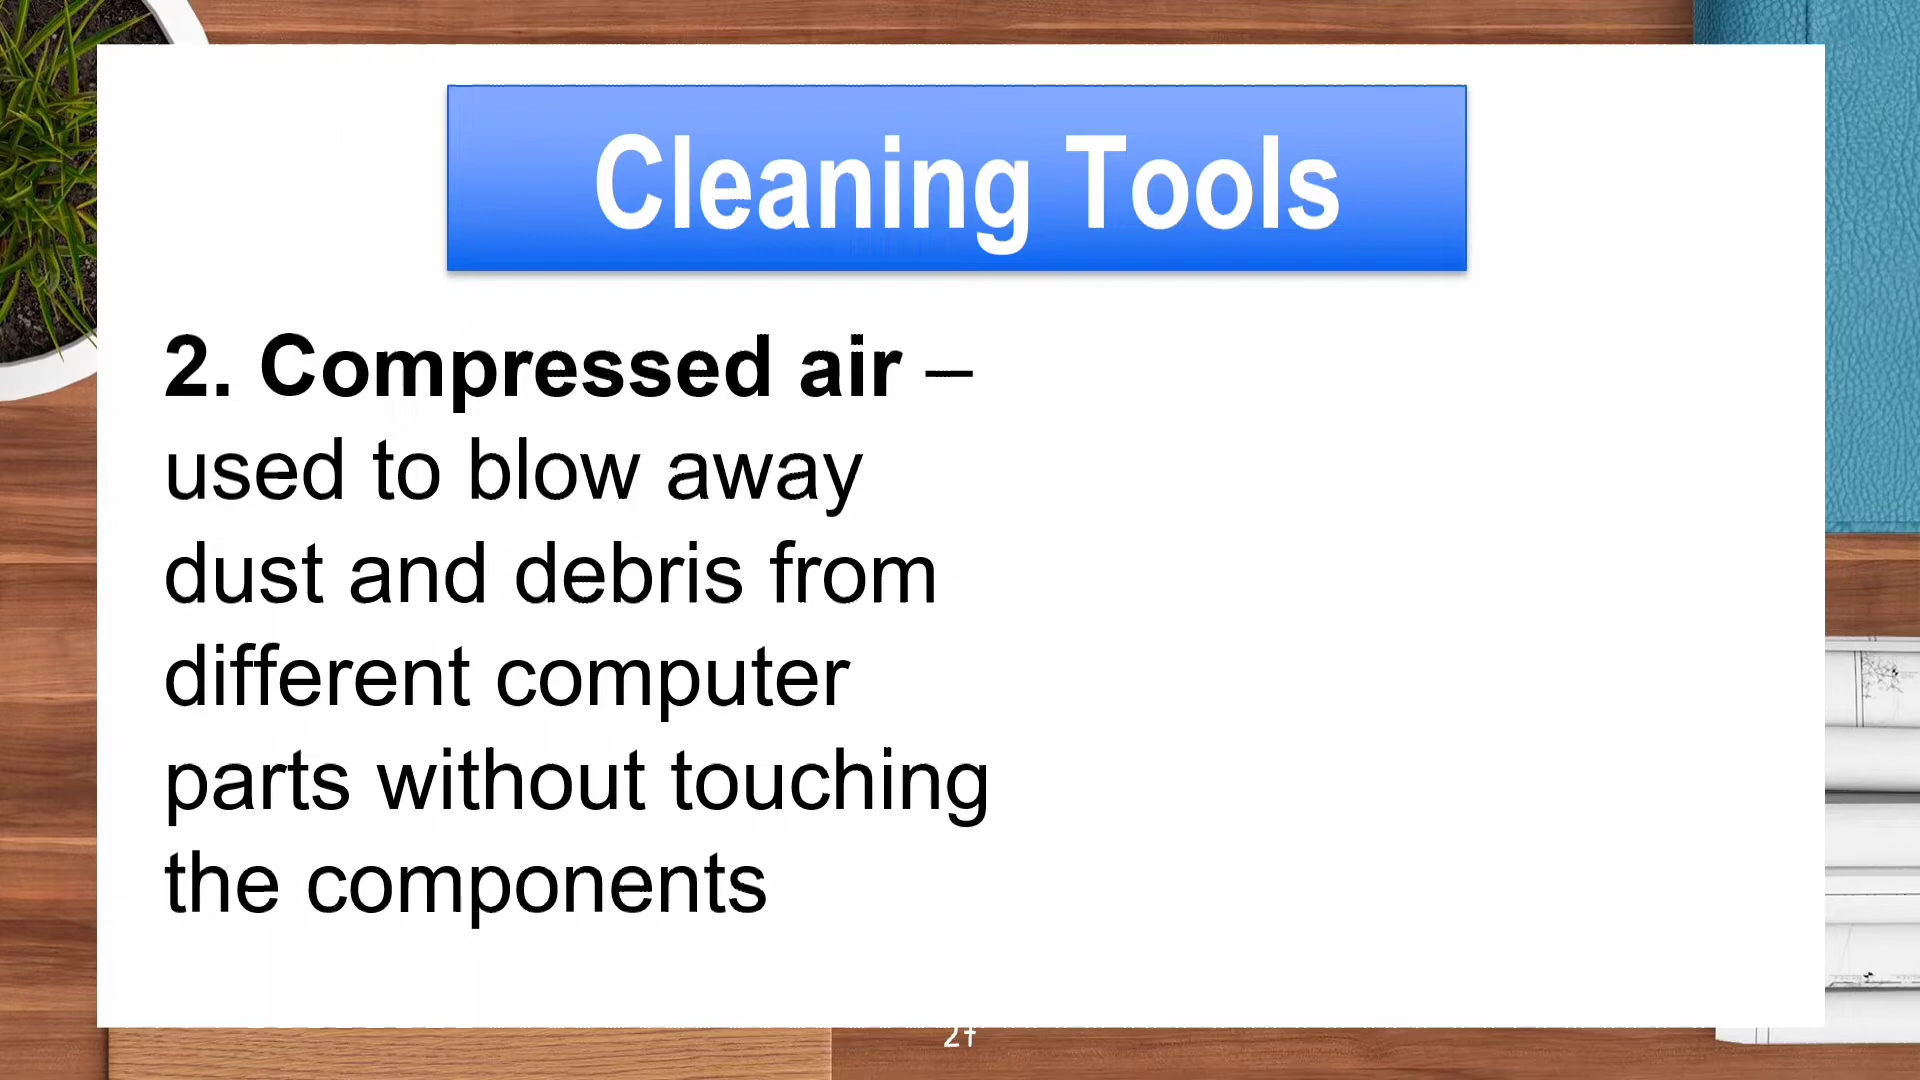 Cleaning Tools
2. Compressed air –
used to blow away
dust and debris from
different computer
parts without touching
the components